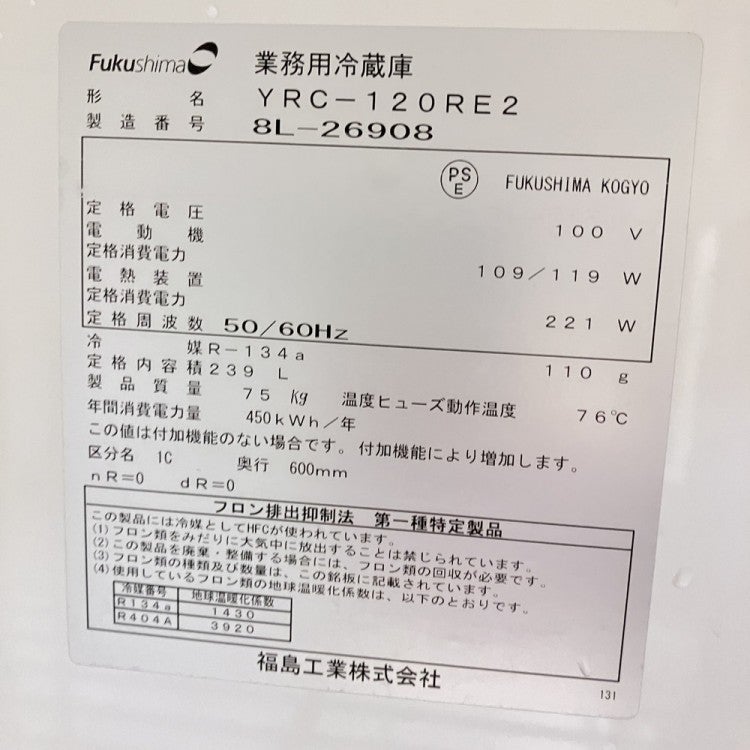 Fukushima 業務用冷蔵庫
形名 YRC-120RE2
製造番号 8L-26908
PSE FUKUSHIMA KOGYO
定格電圧 100 V
電動機
定格消費電力 109/119 W
電熱装置
定格消費電力 221 W
定格周波数 50/60Hz
冷媒 R-134a 110 g
定格内容積 239 L
製品質量 75 Kg 温度ヒューズ動作温度 76℃
年間消費電力量 450kWh/年
この値は付加機能のない場合です。付加機能により増加します。
区分名 1C 奥行 600mm
nR=0 dR=0
フロン排出抑制法 第一種特定製品
この製品には冷媒としてHFCが使われています。
(1)フロン類をみだりに大気中に放出することは禁じられています。
(2)この製品を廃棄・整備する場合には、フロン類の回収が必要です。
(3)フロン類の種類及び数量は、この銘板に記載されています。
(4)使用しているフロン類の地球温暖化係数は、以下のとおりです。
冷媒番号 地球温暖化係数
R134a 1430
R404A 3920
福島工業株式会社
131